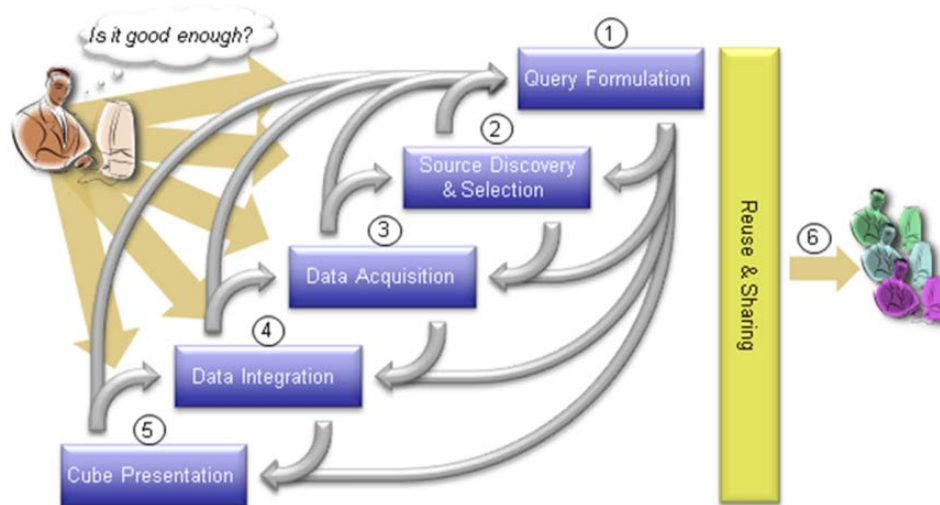 Is it good enough?
1
Query Formulation
2
Source Discovery
& Selection
3
Data Acquisition
4
Data Integration
5
Cube Presentation
Reuse & Sharing
6